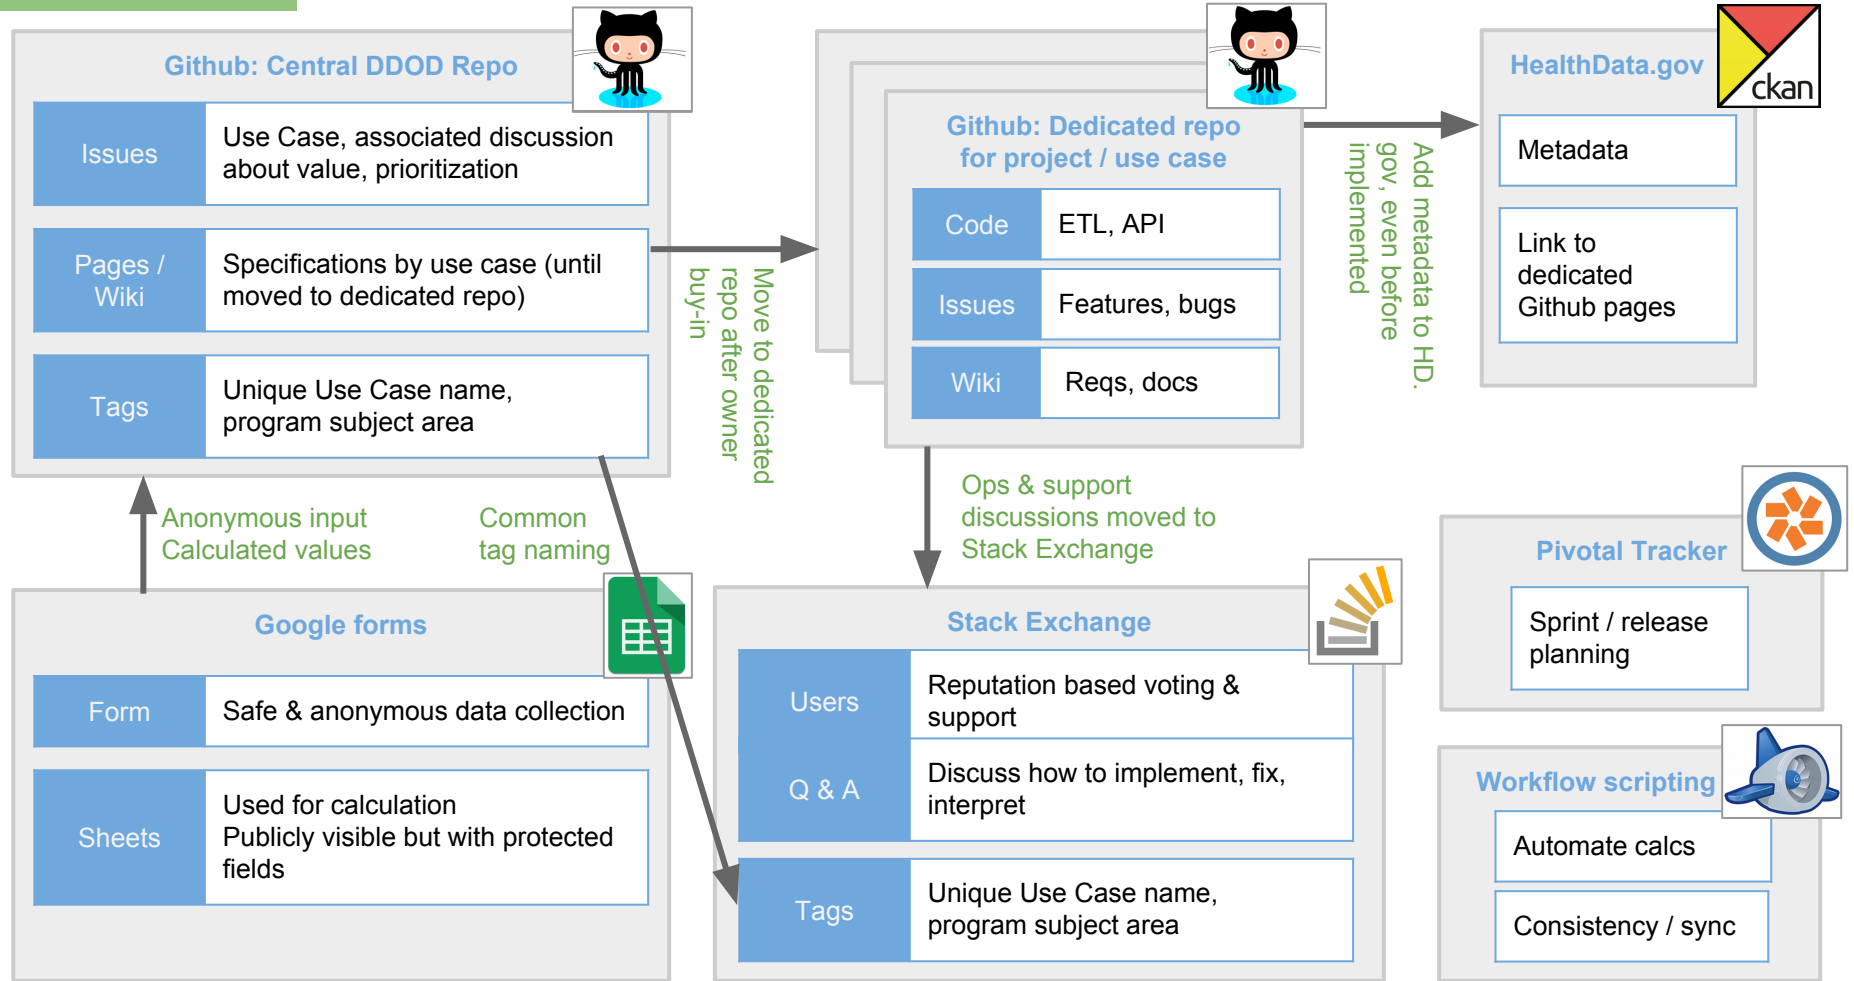 Github: Central DDOD Repo
Issues
Use Case, associated discussion
about value, prioritization
Pages /
Wiki
Specifications by use case (until
moved to dedicated repo)
Tags
Unique Use Case name,
program subject area
Move to dedicated
repo after owner
buy-in
Github: Dedicated repo
for project / use case
Code
ETL, API
Issues
Features, bugs
Wiki
Reqs, docs
Add metadata to HD.
gov, even before
implemented
HealthData.gov
ckan
Metadata
Link to
dedicated
Github pages
Anonymous input
Calculated values
Common
tag naming
Ops & support
discussions moved to
Stack Exchange
Google forms
Form
Safe & anonymous data collection
Sheets
Used for calculation
Publicly visible but with protected
fields
Stack Exchange
Users
Reputation based voting &
support
Q & A
Discuss how to implement, fix,
interpret
Tags
Unique Use Case name,
program subject area
Pivotal Tracker
Sprint / release
planning
Workflow scripting
Automate calcs
Consistency / sync